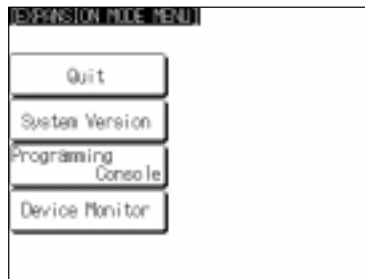 [EXPANSION MODE MENU]
Quit
System Version
Programming
Console
Device Monitor